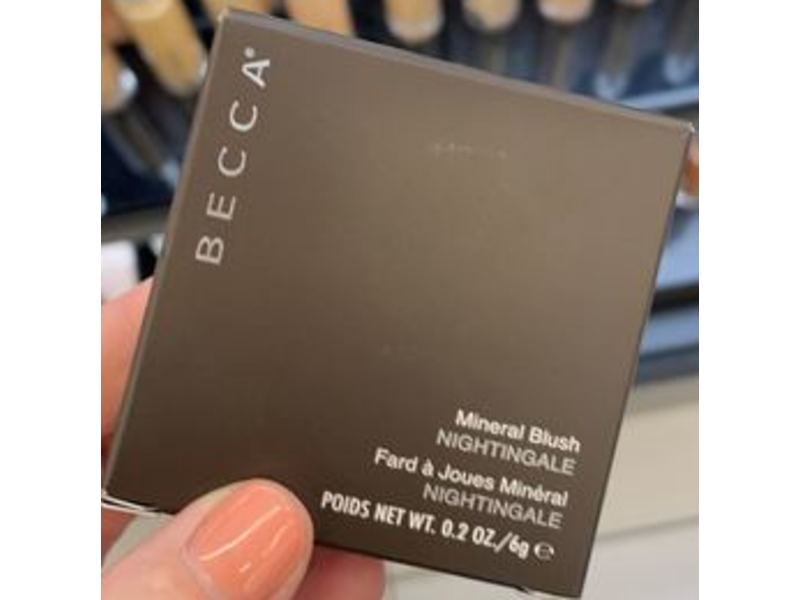 BECCA®
Mineral Blush
NIGHTINGALE
Fard à Joues Minéral
NIGHTINGALE
POIDS NET WT. 0.2 OZ./6g ℮